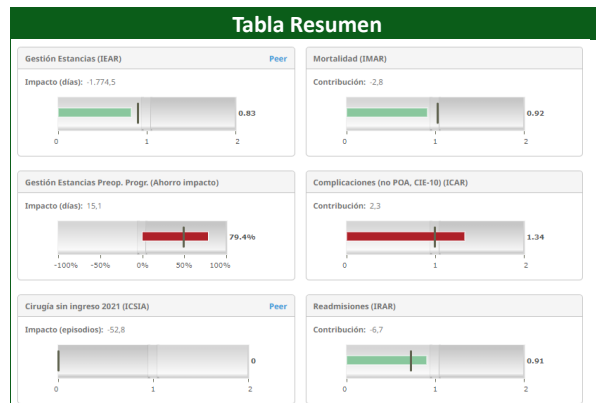 Tabla Resumen
Gestión Estancias (IEAR) Peer
Impacto (días): -1.774,5
0.83
0 1 2
Mortalidad (IMAR)
Contribución: -2,8
0.92
0 1 2
Gestión Estancias Preop. Progr. (Ahorro impacto)
Impacto (días): 15,1
79.4%
-100% -50% 0% 50% 100%
Complicaciones (no POA, CIE-10) (ICAR)
Contribución: 2,3
1.34
0 1 2
Cirugía sin ingreso 2021 (ICSIA) Peer
Impacto (episodios): -52,8
0
0 1 2
Readmisiones (IRAR)
Contribución: -6,7
0.91
0 1 2